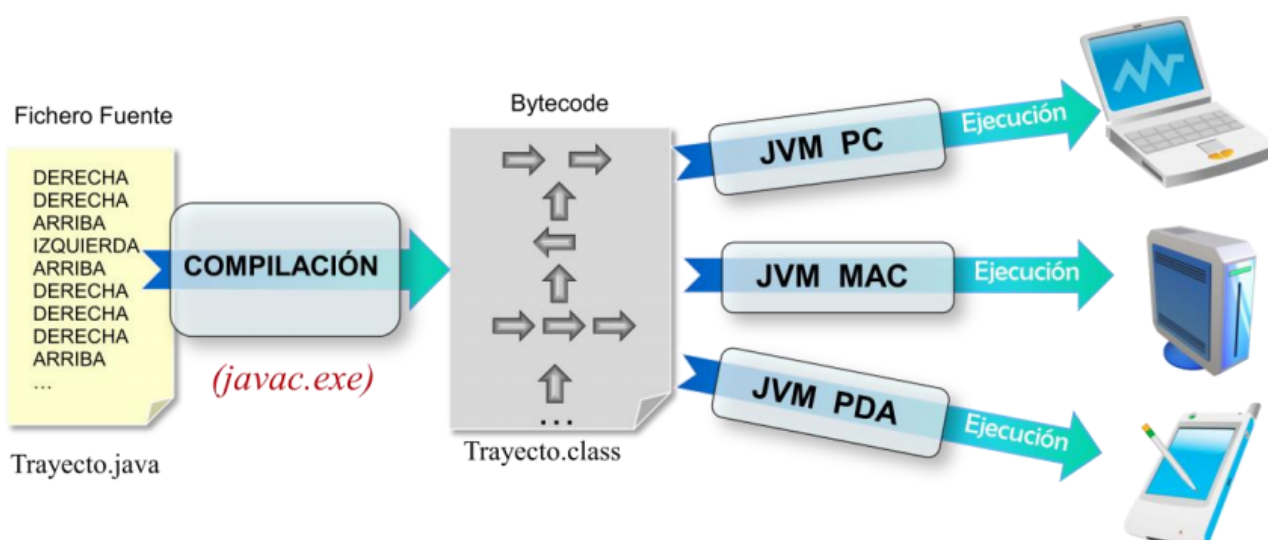 Fichero Fuente
DERECHA
DERECHA
ARRIBA
IZQUIERDA
ARRIBA
DERECHA
DERECHA
DERECHA
ARRIBA
...
Trayecto.java
COMPILACIÓN
(javac.exe)
Bytecode
...
Trayecto.class
JVM PC
Ejecución
JVM MAC
Ejecución
JVM PDA
Ejecución